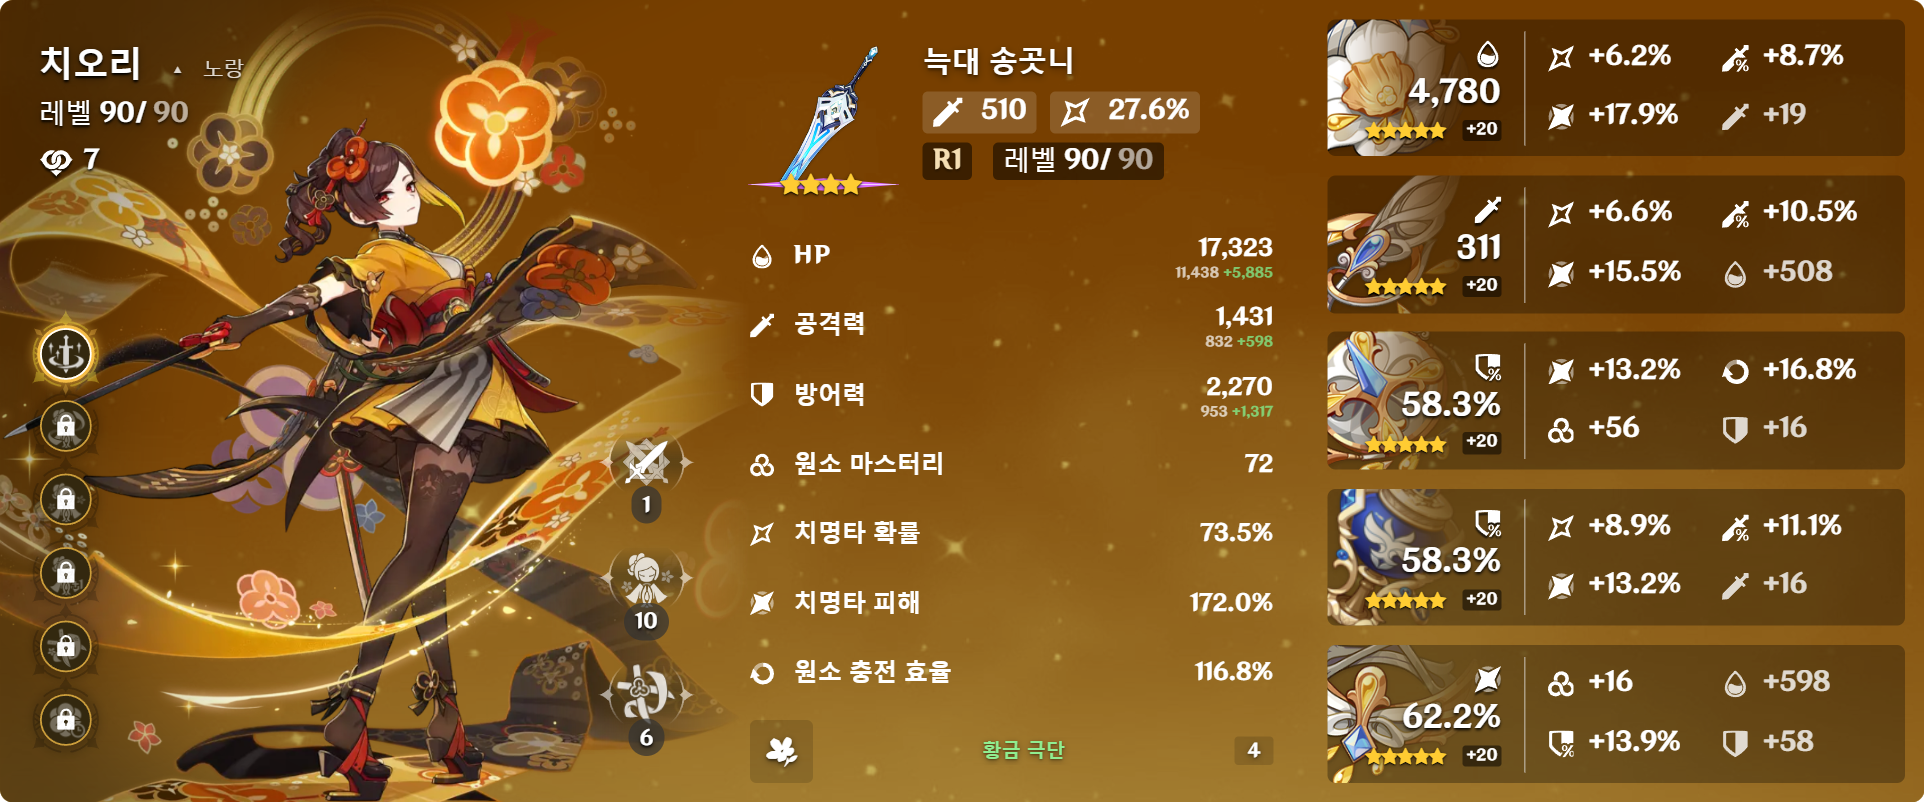 치오리 ▲ 노랑
레벨 90/ 90
7
1
10
6
늑대 송곳니
510 27.6%
R1 레벨 90/ 90
HP 17,323
11,438 +5,885
공격력 1,431
832 +598
방어력 2,270
953 +1,317
원소 마스터리 72
치명타 확률 73.5%
치명타 피해 172.0%
원소 충전 효율 116.8%
황금 극단 4
4,780
+20
+6.2% +8.7%
+17.9% +19
311
+20
+6.6% +10.5%
+15.5% +508
58.3%
+20
+13.2% +16.8%
+56 +16
58.3%
+20
+8.9% +11.1%
+13.2% +16
62.2%
+20
+16 +598
+13.9% +58